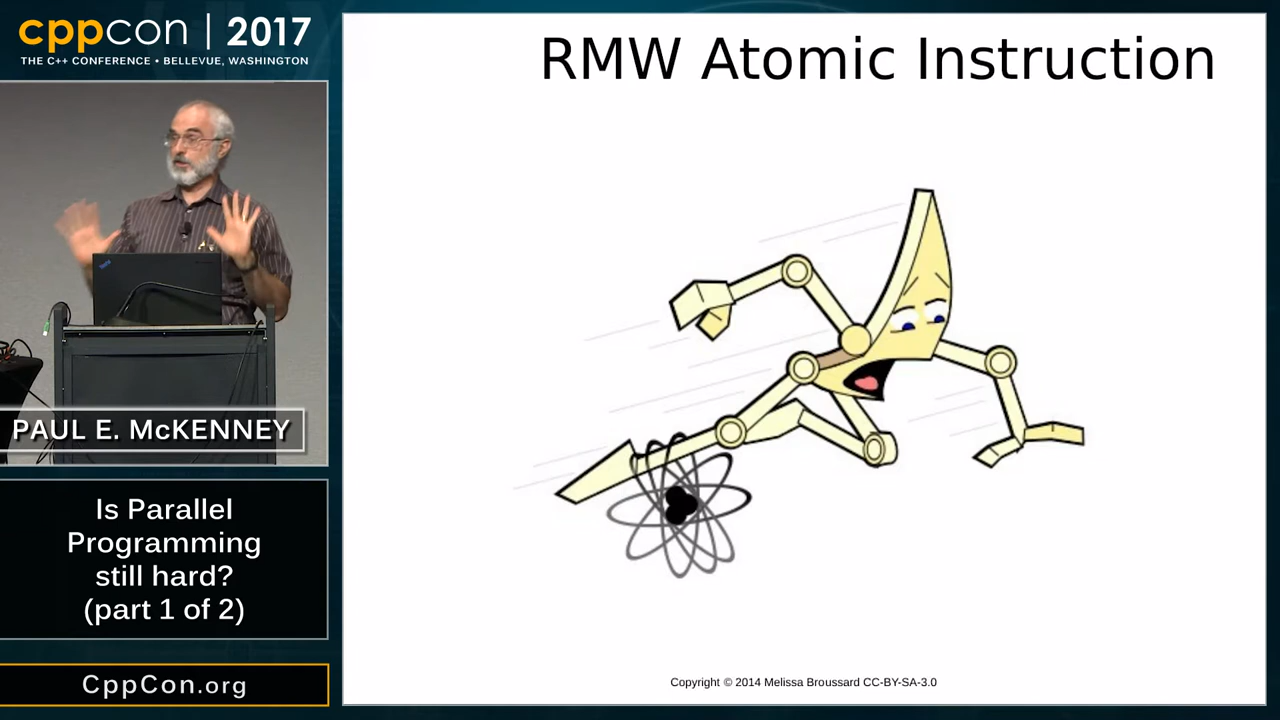 cppcon | 2017
THE C++ CONFERENCE • BELLEVUE, WASHINGTON
PAUL E. McKENNEY
Is Parallel
Programming
still hard?
(part 1 of 2)
CppCon.org
RMW Atomic Instruction
Copyright © 2014 Melissa Broussard CC-BY-SA-3.0